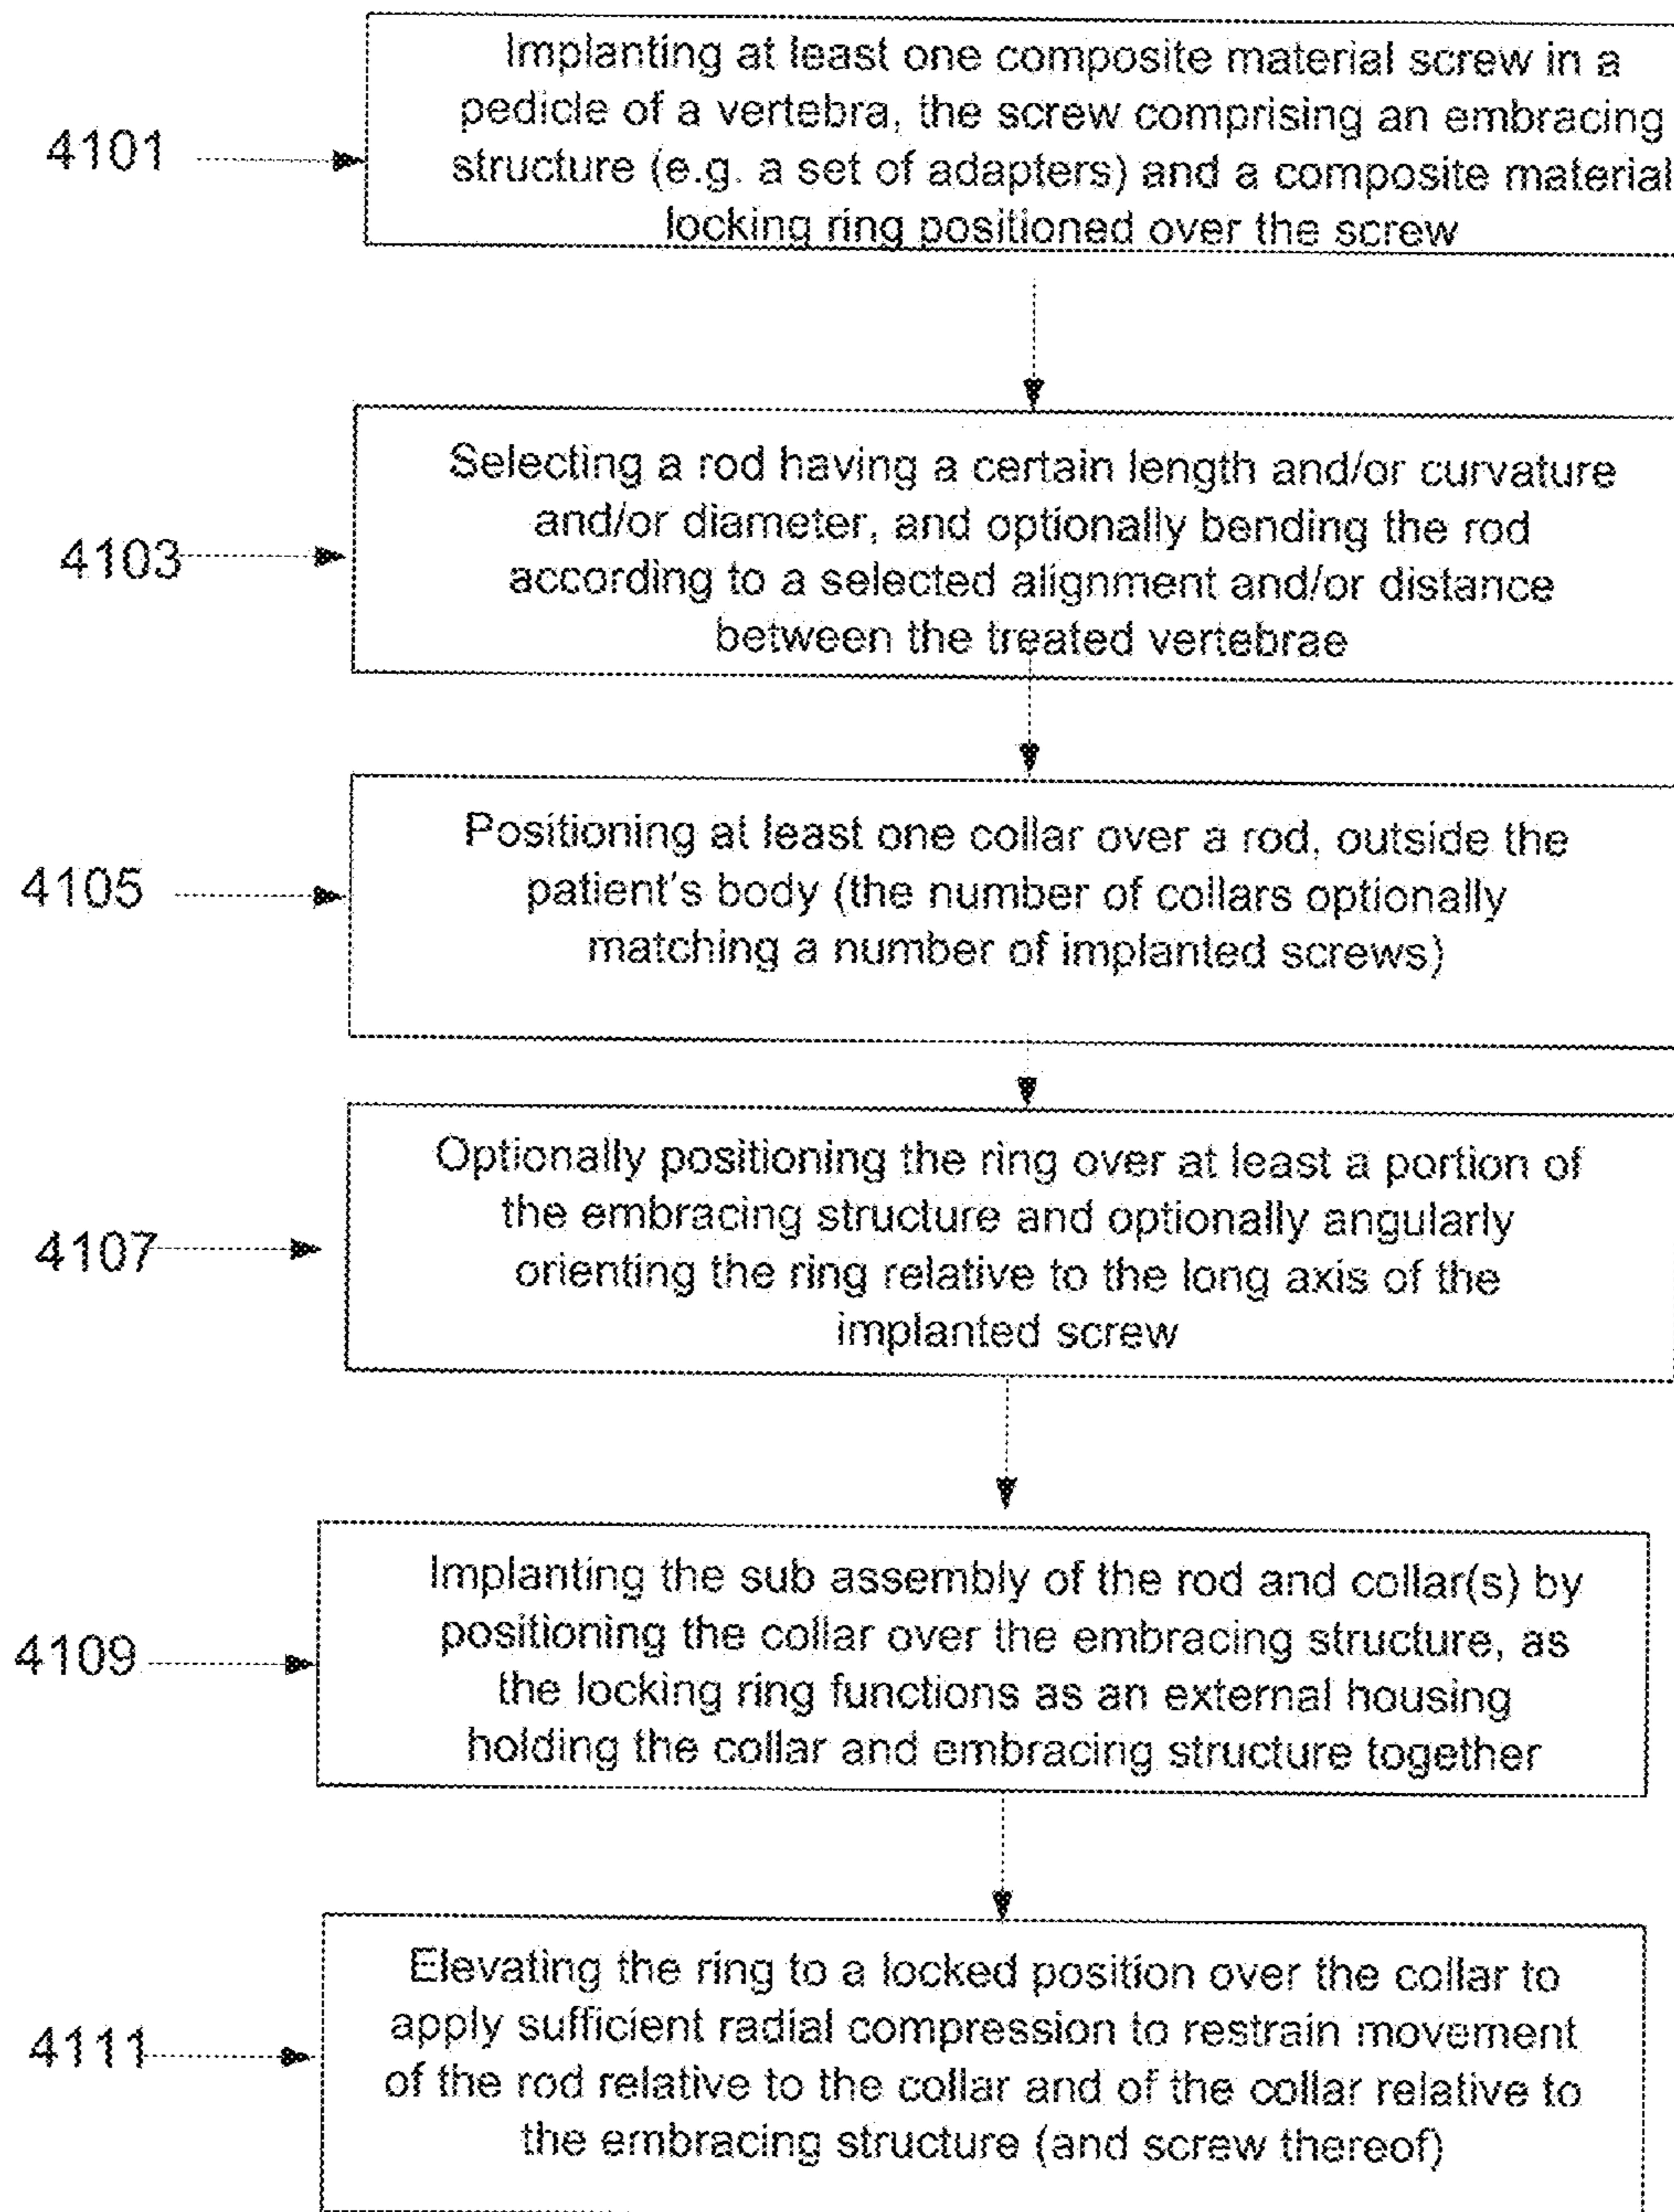 Implanting at least one composite material screw in a
pedicle of a vertebra, the screw comprising an embracing
structure (e.g. a set of adapters) and a composite material
locking ring positioned over the screw
4101
Selecting a rod having a certain length and/or curvature
and/or diameter, and optionally bending the rod
according to a selected alignment and/or distance
between the treated vertebrae
4103
Positioning at least one collar over a rod, outside the
patient's body (the number of collars optionally
matching a number of implanted screws)
4105
Optionally positioning the ring over at least a portion of
the embracing structure and optionally angularly
orienting the ring relative to the long axis of the
implanted screw
4107
Implanting the sub assembly of the rod and collar(s) by
positioning the collar over the embracing structure, as
the locking ring functions as an external housing
holding the collar and embracing structure together
4109
Elevating the ring to a locked position over the collar to
apply sufficient radial compression to restrain movement
of the rod relative to the collar and of the collar relative to
the embracing structure (and screw thereof)
4111